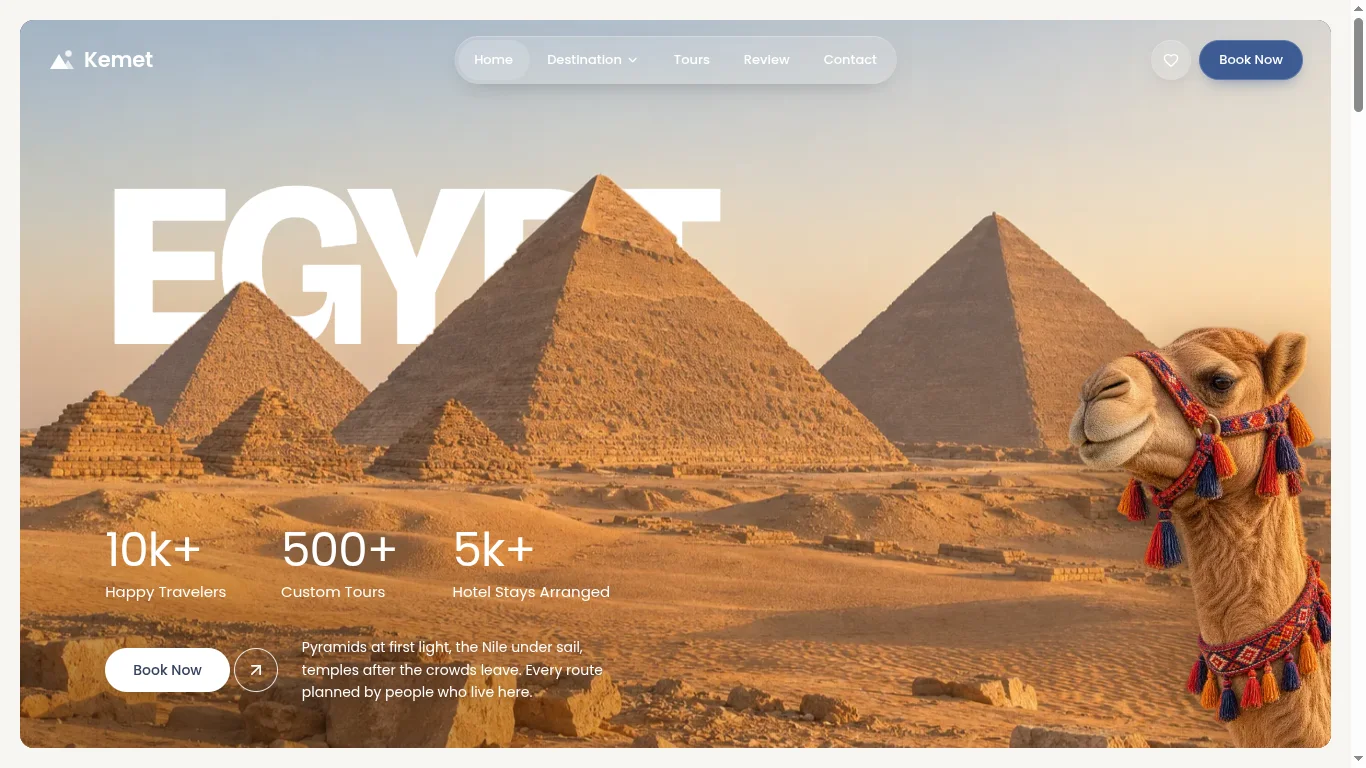 Kemet
Home Destination Tours Review Contact
Book Now
EGYPT
10k+ 500+ 5k+
Happy Travelers Custom Tours Hotel Stays Arranged
Book Now
Pyramids at first light, the Nile under sail,
temples after the crowds leave. Every route
planned by people who live here.